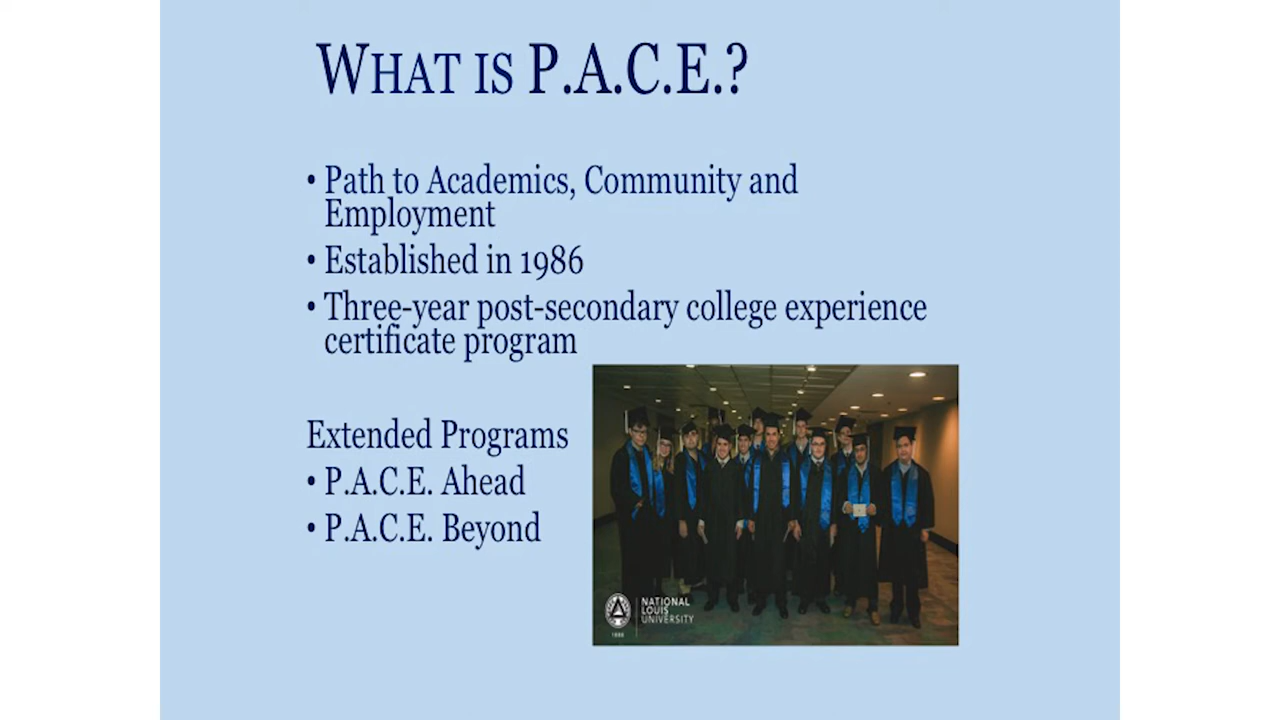 WHAT IS P.A.C.E.?
• Path to Academics, Community and
Employment
• Established in 1986
• Three-year post-secondary college experience
certificate program
Extended Programs
• P.A.C.E. Ahead
• P.A.C.E. Beyond
NATIONAL
LOUIS
UNIVERSITY
1886